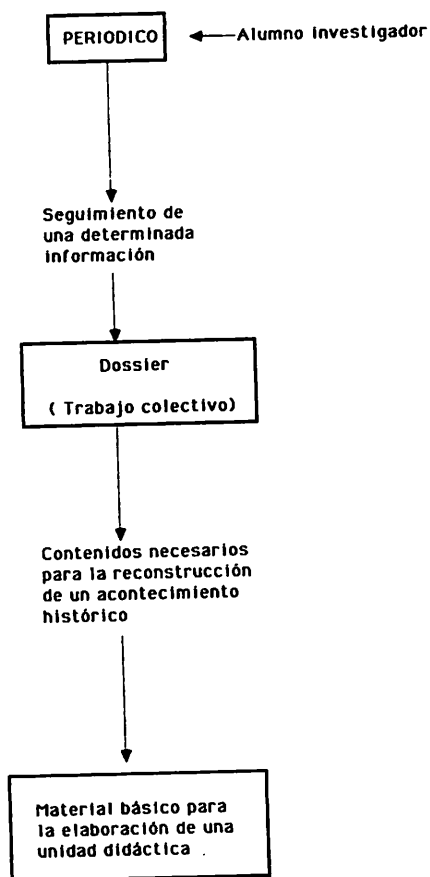 PERIODICO
Alumno investigador
Seguimiento de
una determinada
información
Dossier
( Trabajo colectivo)
Contenidos necesarios
para la reconstrucción
de un acontecimiento
histórico
Material básico para
la elaboración de una
unidad didáctica .